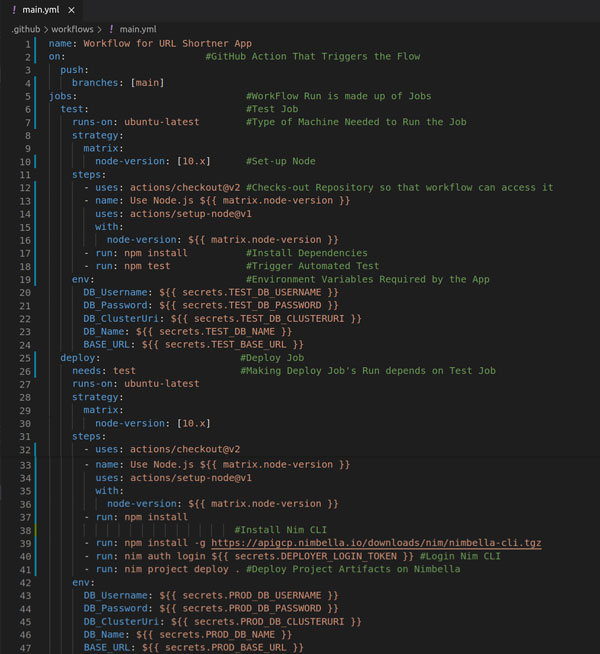 ! main.yml ×
.github > workflows > ! main.yml
1 name: Workflow for URL Shortner App
2 on: #GitHub Action That Triggers the Flow
3 push:
4 branches: [main]
5 jobs: #WorkFlow Run is made up of Jobs
6 test: #Test Job
7 runs-on: ubuntu-latest #Type of Machine Needed to Run the Job
8 strategy:
9 matrix:
10 node-version: [10.x] #Set-up Node
11 steps:
12 - uses: actions/checkout@v2 #Checks-out Repository so that workflow can access it
13 - name: Use Node.js ${{ matrix.node-version }}
14 uses: actions/setup-node@v1
15 with:
16 node-version: ${{ matrix.node-version }}
17 - run: npm install #Install Dependencies
18 - run: npm test #Trigger Automated Test
19 env: #Environment Variables Required by the App
20 DB_Username: ${{ secrets.TEST_DB_USERNAME }}
21 DB_Password: ${{ secrets.TEST_DB_PASSWORD }}
22 DB_ClusterUri: ${{ secrets.TEST_DB_CLUSTERURI }}
23 DB_Name: ${{ secrets.TEST_DB_NAME }}
24 BASE_URL: ${{ secrets.TEST_BASE_URL }}
25 deploy: #Deploy Job
26 needs: test #Making Deploy Job's Run depends on Test Job
27 runs-on: ubuntu-latest
28 strategy:
29 matrix:
30 node-version: [10.x]
31 steps:
32 - uses: actions/checkout@v2
33 - name: Use Node.js ${{ matrix.node-version }}
34 uses: actions/setup-node@v1
35 with:
36 node-version: ${{ matrix.node-version }}
37 - run: npm install
38 #Install Nim CLI
39 - run: npm install -g https://apigcp.nimbella.io/downloads/nim/nimbella-cli.tgz
40 - run: nim auth login ${{ secrets.DEPLOYER_LOGIN_TOKEN }} #Login Nim CLI
41 - run: nim project deploy . #Deploy Project Artifacts on Nimbella
42 env:
43 DB_Username: ${{ secrets.PROD_DB_USERNAME }}
44 DB_Password: ${{ secrets.PROD_DB_PASSWORD }}
45 DB_ClusterUri: ${{ secrets.PROD_DB_CLUSTERURI }}
46 DB_Name: ${{ secrets.PROD_DB_NAME }}
47 BASE_URL: ${{ secrets.PROD_BASE_URL }}